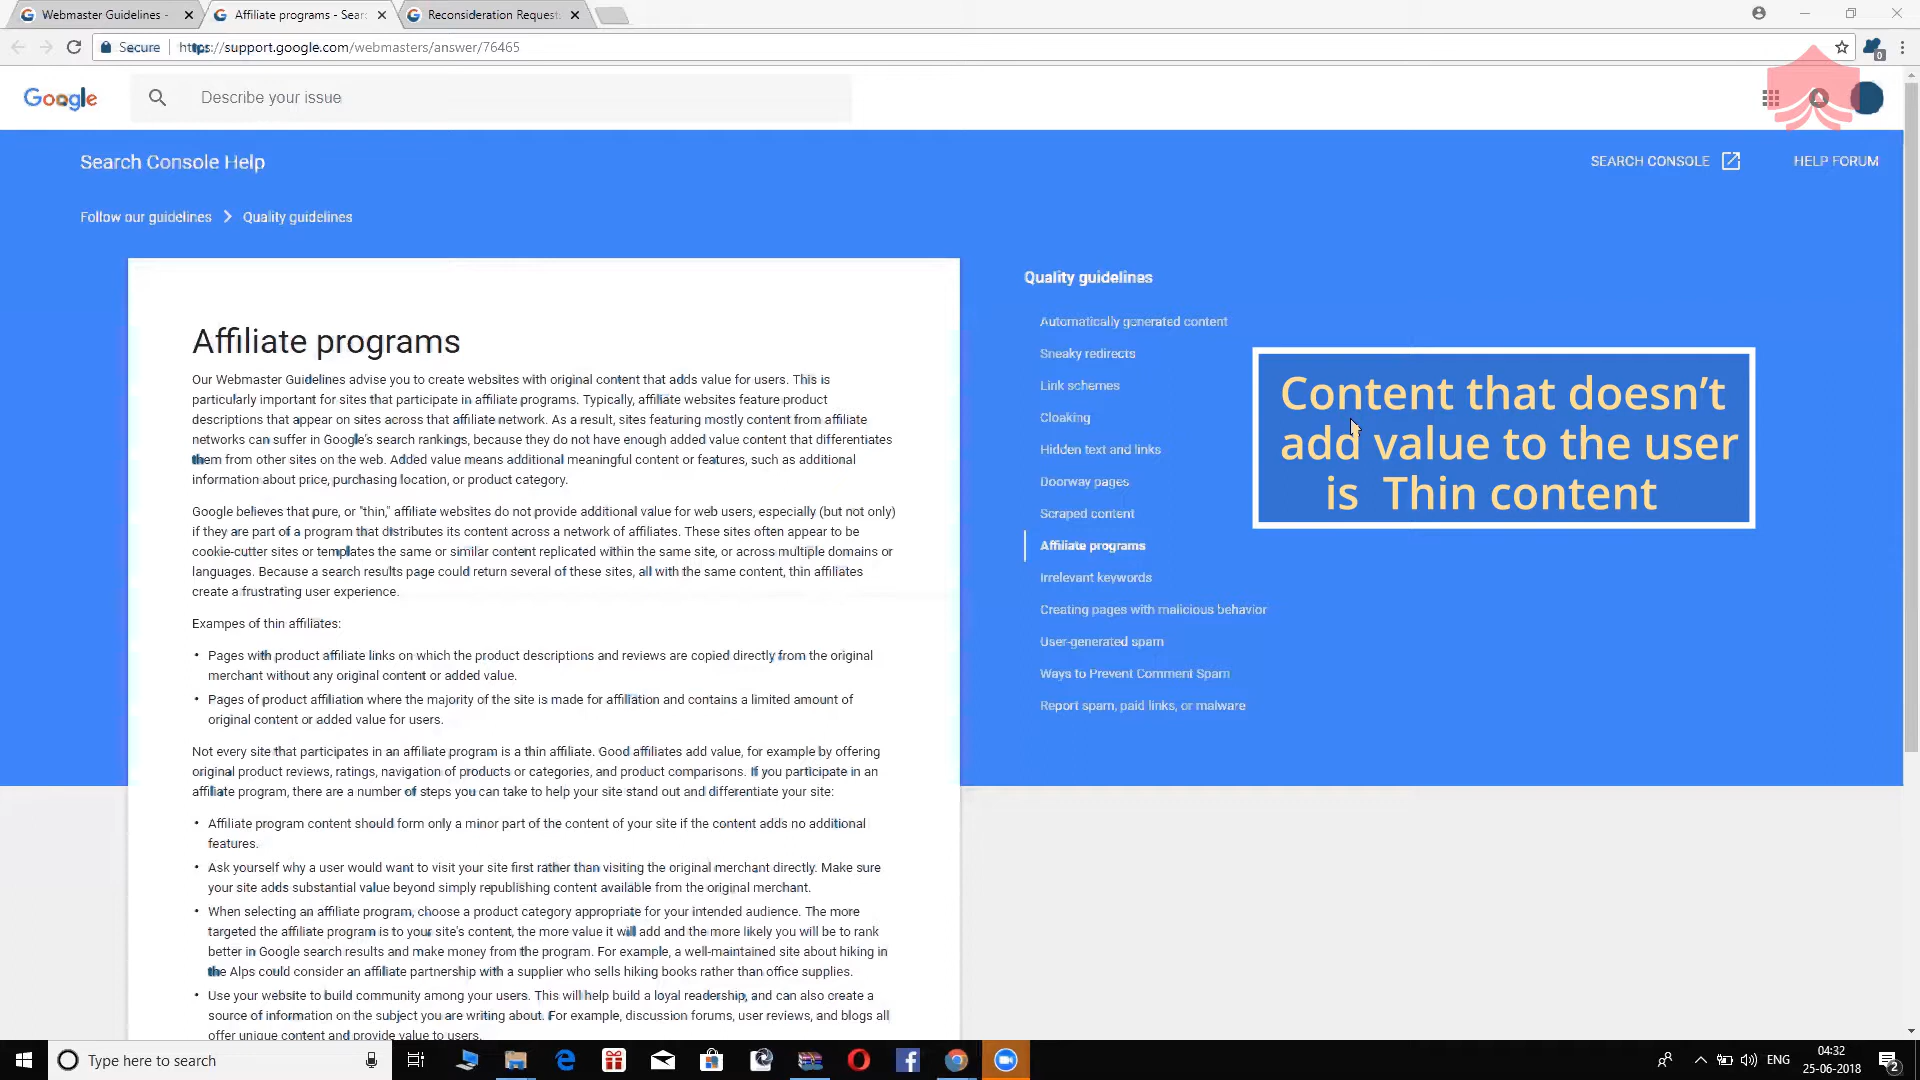 Webmaster Guidelines -
Affiliate programs - Sear
Reconsideration Request
Secure
https://support.google.com/webmasters/answer/76465
0
Google
Describe your issue
Search Console Help
SEARCH CONSOLE
HELP FORUM
Follow our guidelines > Quality guidelines
Affiliate programs
Our Webmaster Guidelines advise you to create websites with original content that adds value for users. This is
particularly important for sites that participate in affiliate programs. Typically, affiliate websites feature product
descriptions that appear on sites across that affiliate network. As a result, sites featuring mostly content from affiliate
networks can suffer in Google's search rankings, because they do not have enough added value content that differentiates
them from other sites on the web. Added value means additional meaningful content or features, such as additional
information about price, purchasing location, or product category.
Google believes that pure, or "thin," affiliate websites do not provide additional value for web users, especially (but not only)
if they are part of a program that distributes its content across a network of affiliates. These sites often appear to be
cookie-cutter sites or templates the same or similar content replicated within the same site, or across multiple domains or
languages. Because a search results page could return several of these sites, all with the same content, thin affiliates
create a frustrating user experience.
Examples of thin affiliates:
• Pages with product affiliate links on which the product descriptions and reviews are copied directly from the original
merchant without any original content or added value.
• Pages of product affiliation where the majority of the site is made for affiliation and contains a limited amount of
original content or added value for users.
Not every site that participates in an affiliate program is a thin affiliate. Good affiliates add value, for example by offering
original product reviews, ratings, navigation of products or categories, and product comparisons. If you participate in an
affiliate program, there are a number of steps you can take to help your site stand out and differentiate your site:
• Affiliate program content should form only a minor part of the content of your site if the content adds no additional
features.
• Ask yourself why a user would want to visit your site first rather than visiting the original merchant directly. Make sure
your site adds substantial value beyond simply republishing content available from the original merchant.
• When selecting an affiliate program, choose a product category appropriate for your intended audience. The more
targeted the affiliate program is to your site's content, the more value it will add and the more likely you will be to rank
better in Google search results and make money from the program. For example, a well-maintained site about hiking in
the Alps could consider an affiliate partnership with a supplier who sells hiking books rather than office supplies.
• Use your website to build community among your users. This will help build a loyal readership, and can also create a
source of information on the subject you are writing about. For example, discussion forums, user reviews, and blogs all
offer unique content and provide value to users.
Quality guidelines
Automatically generated content
Sneaky redirects
Link schemes
Cloaking
Hidden text and links
Doorway pages
Scraped content
Affiliate programs
Irrelevant keywords
Creating pages with malicious behavior
User-generated spam
Ways to Prevent Comment Spam
Report spam, paid links, or malware
Content that doesn't
add value to the user
is Thin content
Type here to search
ENG
04:32
25-06-2018
2